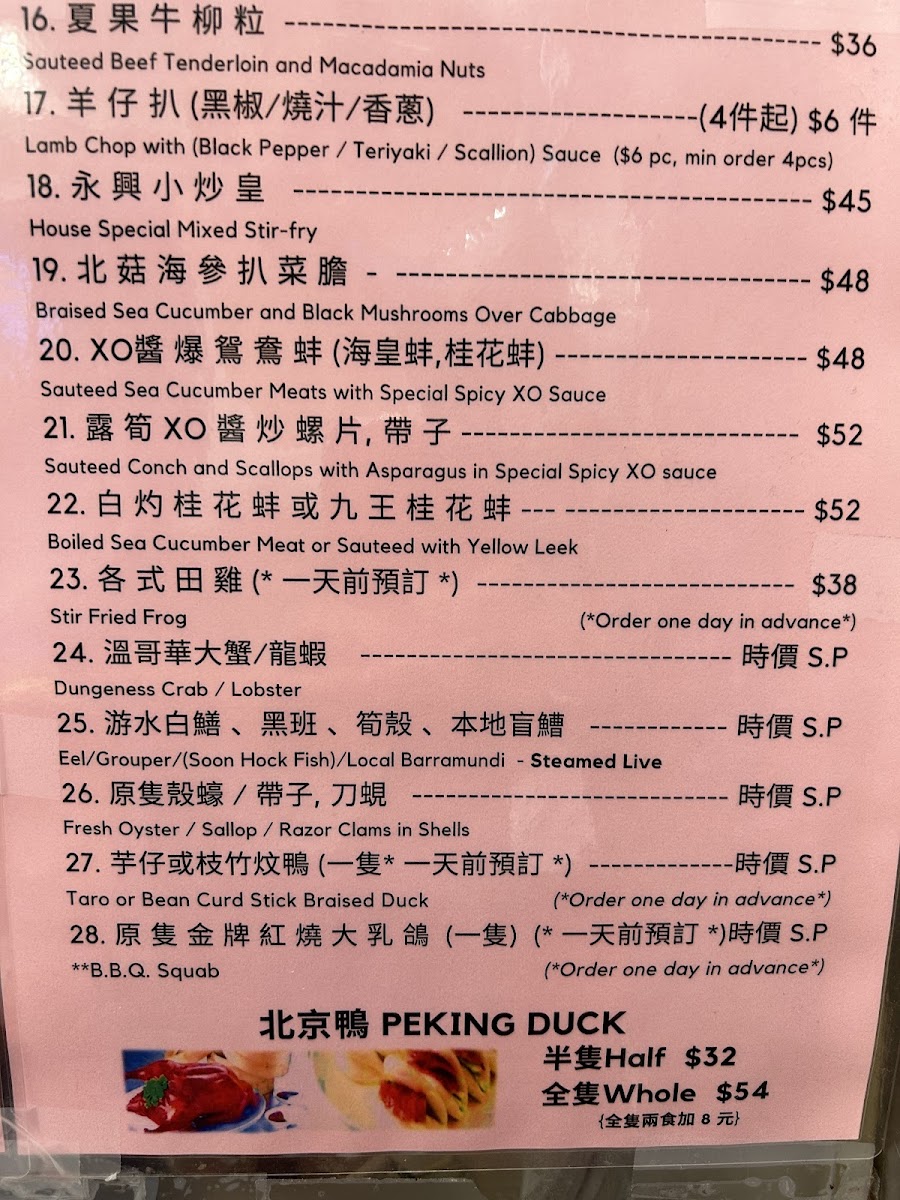 16. 夏果牛柳粒 ---------------------------------------- $36
Sauteed Beef Tenderloin and Macadamia Nuts
17. 羊仔扒 (黑椒/燒汁/香蔥) ------------------(4件起) $6 件
Lamb Chop with (Black Pepper / Teriyaki / Scallion) Sauce ($6 pc, min order 4pcs)
18. 永興小炒皇 ---------------------------------------- $45
House Special Mixed Stir-fry
19. 北菇海參扒菜膽 - -------------------------------- $48
Braised Sea Cucumber and Black Mushrooms Over Cabbage
20. XO醬爆鴛鴦蚌 (海皇蚌,桂花蚌) -------------------- $48
Sauteed Sea Cucumber Meats with Special Spicy XO Sauce
21. 露筍XO醬炒螺片, 帶子 --------------------------- $52
Sauteed Conch and Scallops with Asparagus in Special Spicy XO sauce
22. 白灼桂花蚌或九王桂花蚌 --- ------------------- $52
Boiled Sea Cucumber Meat or Sauteed with Yellow Leek
23. 各式田雞 (* 一天前預訂 *) ------------------------- $38
Stir Fried Frog (*Order one day in advance*)
24. 溫哥華大蟹/龍蝦 ----------------------------- 時價 S.P
Dungeness Crab / Lobster
25. 游水白鱔、黑班、筍殼、本地盲鰽 ----------- 時價 S.P
Eel/Grouper/(Soon Hock Fish)/Local Barramundi - Steamed Live
26. 原隻殼蠔 / 帶子, 刀蜆 ------------------------- 時價 S.P
Fresh Oyster / Sallop / Razor Clams in Shells
27. 芋仔或枝竹炆鴨 (一隻* 一天前預訂 *) ------------時價 S.P
Taro or Bean Curd Stick Braised Duck (*Order one day in advance*)
28. 原隻金牌紅燒大乳鴿 (一隻) (* 一天前預訂 *)時價 S.P
**B.B.Q. Squab (*Order one day in advance*)
北京鴨 PEKING DUCK
半隻Half $32
全隻Whole $54
{全隻兩食加 8 元}